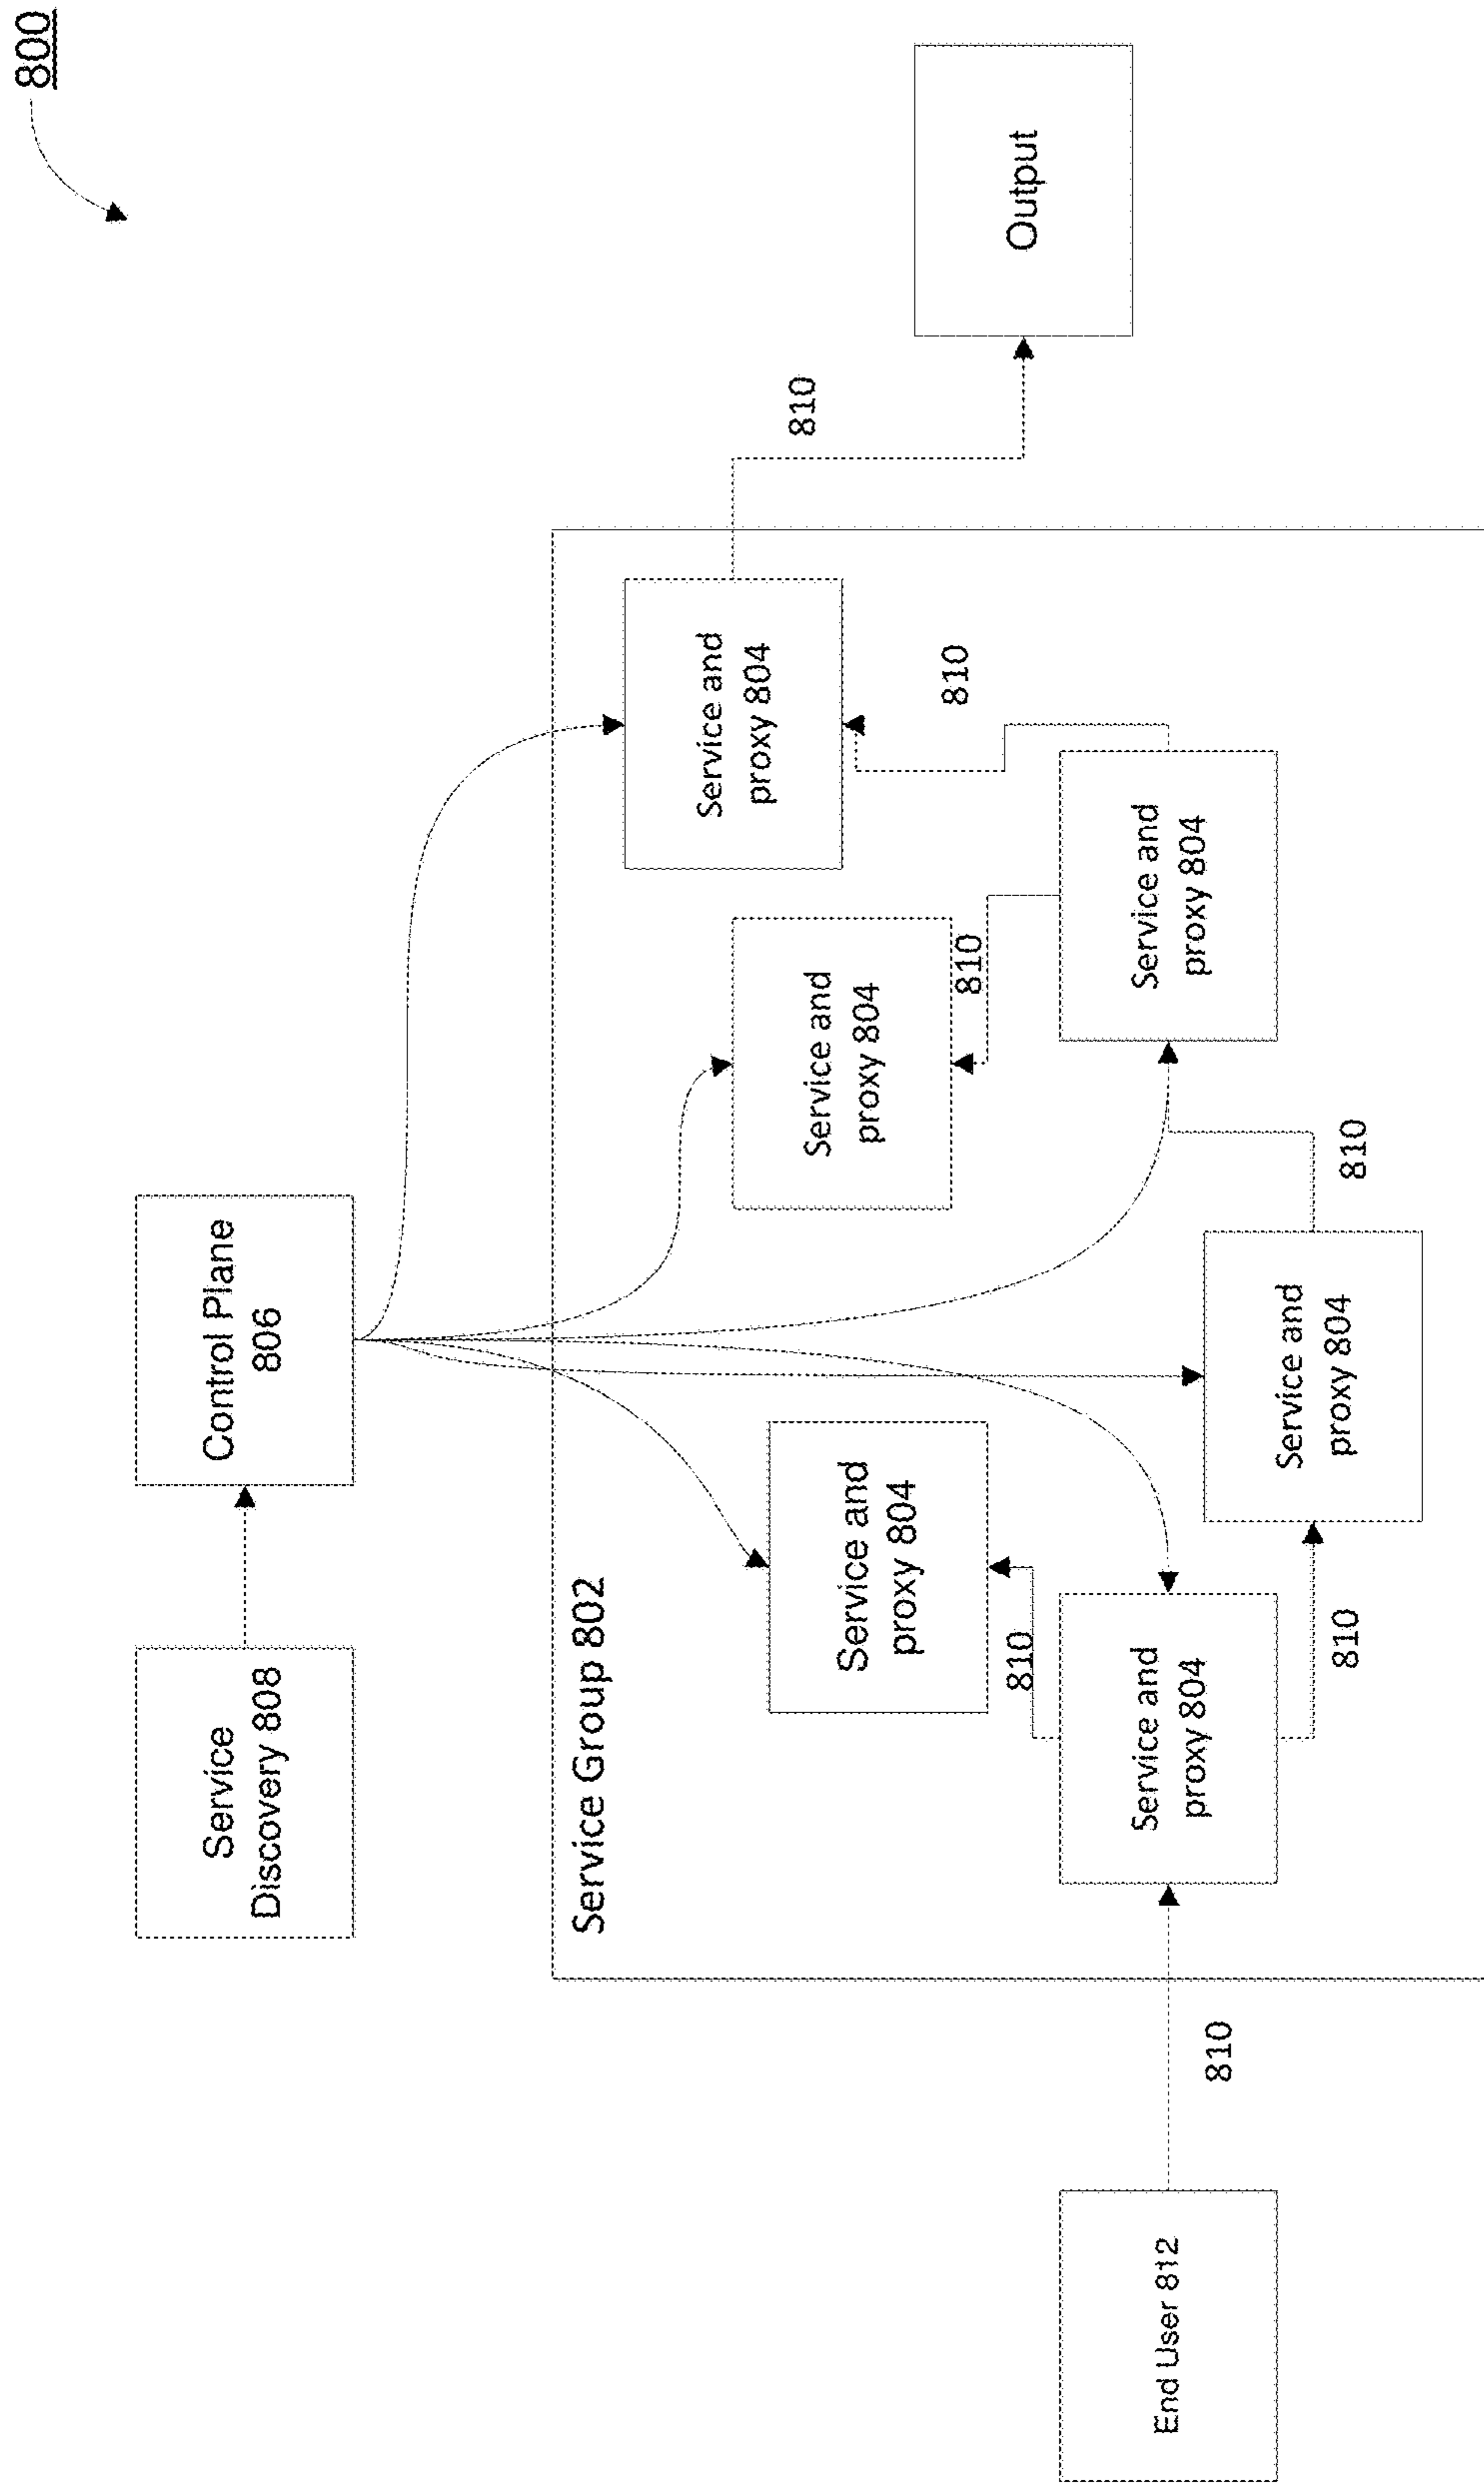 800
Service
Discovery 808
Control Plane
806
Service Group 802
Service and
proxy 804
810
Service and
proxy 804
Service and
proxy 804
810
810
810
Output
End User 812
810
Service and
proxy 804
Service and
proxy 804
Service and
proxy 804
810
810